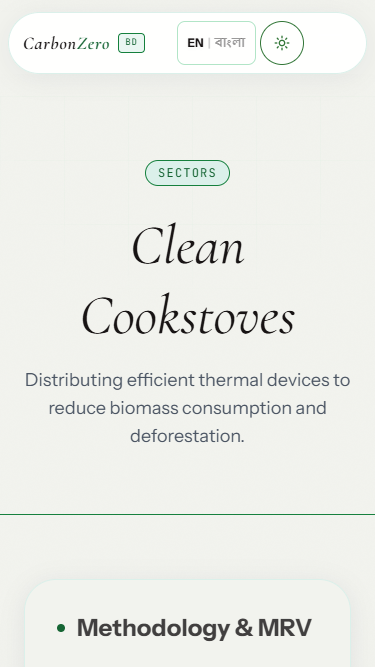 CarbonZero BD EN | বাংলা
SECTORS
Clean
Cookstoves
Distributing efficient thermal devices to
reduce biomass consumption and
deforestation.
• Methodology & MRV